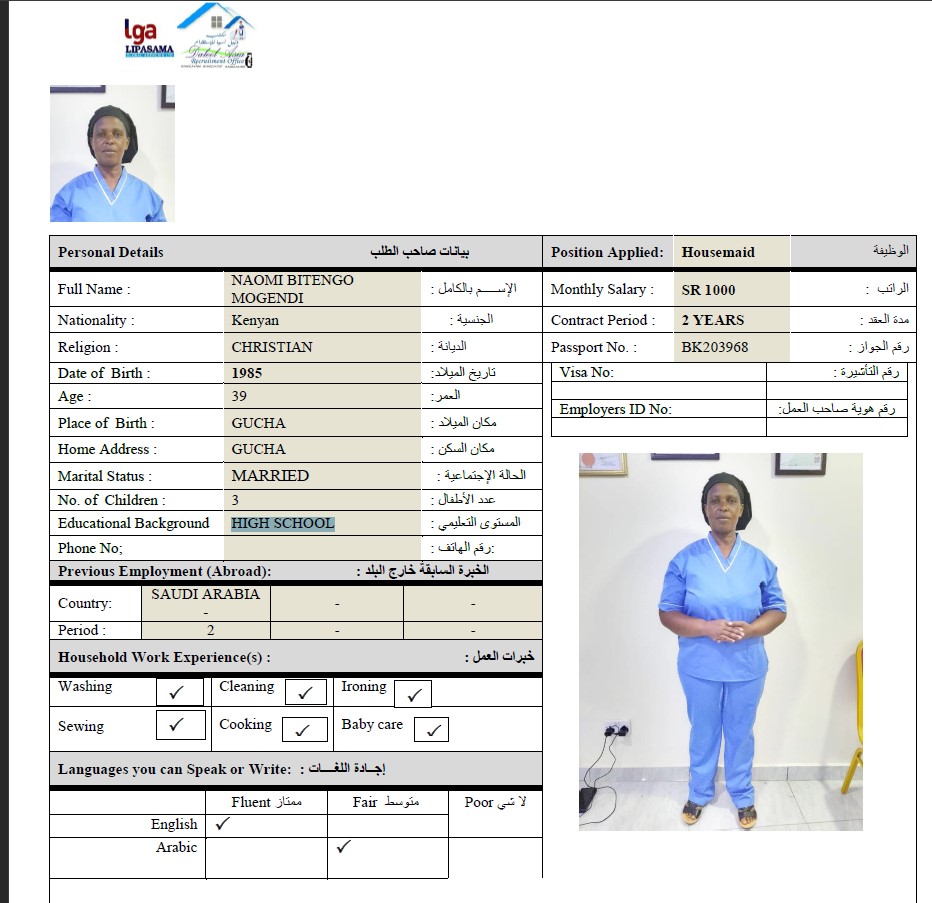 lga
LIPASAMA
Recruitment Office
Personal Details بيانات صاحب الطلب
Position Applied: Housemaid الوظيفة
Full Name : NAOMI BITENGO MOGENDI الإســـــم بالكامل :
Monthly Salary : SR 1000 الراتب :
Nationality : Kenyan الجنسية :
Contract Period : 2 YEARS مدة العقد :
Religion : CHRISTIAN الديانة :
Passport No. : BK203968 رقم الجواز :
Date of Birth : 1985 تاريخ الميلاد:
Visa No: رقم التأشيرة :
Age : 39 العمر:
Employers ID No: رقم هوية صاحب العمل:
Place of Birth : GUCHA مكان الميلاد :
Home Address : GUCHA مكان السكن :
Marital Status : MARRIED الحالة الإجتماعية :
No. of Children : 3 عدد الأطفال :
Educational Background HIGH SCHOOL المستوى التعليمي :
Phone No; رقم الهاتف :
Previous Employment (Abroad): الخبرة السابقة خارج البلد :
Country: SAUDI ARABIA - - -
Period : 2 - -
Household Work Experience(s) : خبرات العمل :
Washing ✓ Cleaning ✓ Ironing ✓
Sewing ✓ Cooking ✓ Baby care ✓
Languages you can Speak or Write: إجــادة اللغـــات :
Fluent ممتاز Fair متوسط Poor لا شي
English ✓
Arabic ✓